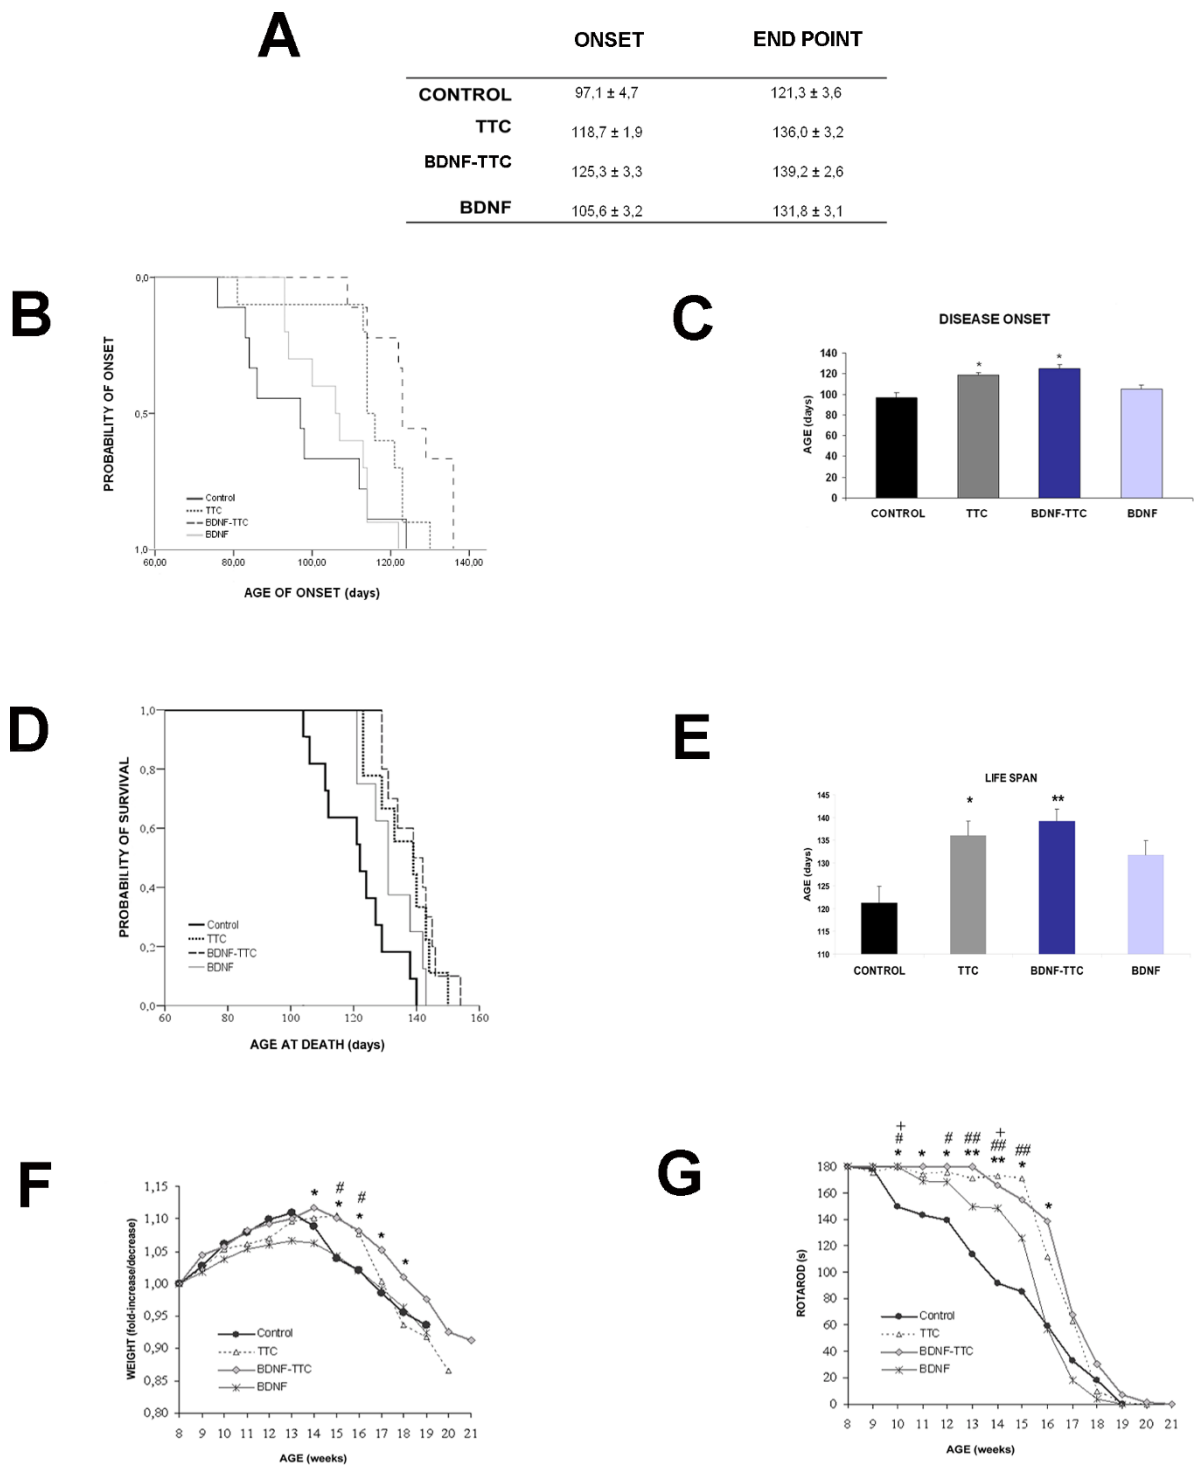 A
ONSET END POINT
CONTROL 97,1 ± 4,7 121,3 ± 3,6
TTC 118,7 ± 1,9 136,0 ± 3,2
BDNF-TTC 125,3 ± 3,3 139,2 ± 2,6
BDNF 105,6 ± 3,2 131,8 ± 3,1
B
PROBABILITY OF ONSET
0,0
0,5
1,0
Control
TTC
BDNF-TTC
BDNF
60,00 80,00 100,00 120,00 140,00
AGE OF ONSET (days)
C
DISEASE ONSET
AGE (days)
140
120
100
80
60
40
20
0
* *
CONTROL TTC BDNF-TTC BDNF
D
PROBABILITY OF SURVIVAL
1,0
0,8
0,6
0,4
0,2
0,0
Control
TTC
BDNF-TTC
BDNF
60 80 100 120 140 160
AGE AT DEATH (days)
E
LIFE SPAN
AGE (days)
145
140
135
130
125
120
115
110
* **
CONTROL TTC BDNF-TTC BDNF
F
WEIGHT (fold-increase/decrease)
1,15
1,10
1,05
1,00
0,95
0,90
0,85
0,80
# #
* * * * *
Control
TTC
BDNF-TTC
BDNF
8 9 10 11 12 13 14 15 16 17 18 19 20 21
AGE (weeks)
G
ROTAROD (s)
180
160
140
120
100
80
60
40
20
0
+ +
# # ## ## ##
* * * ** ** * *
Control
TTC
BDNF-TTC
BDNF
8 9 10 11 12 13 14 15 16 17 18 19 20 21
AGE (weeks)